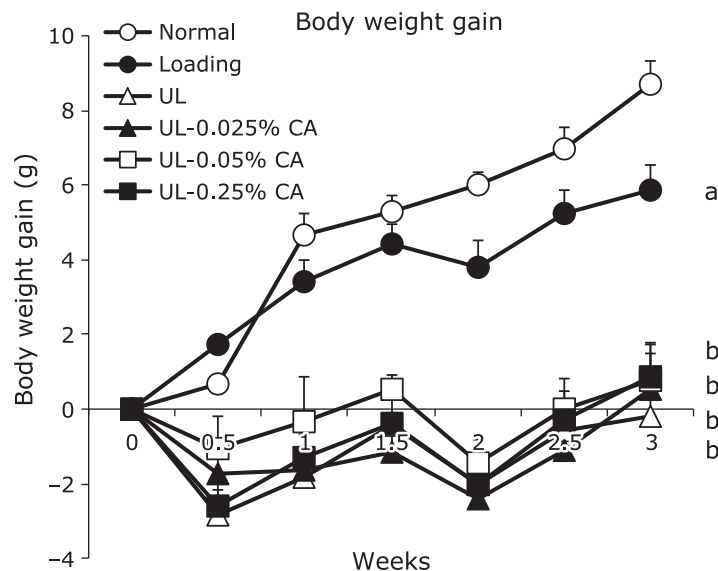 Body weight gain
Normal
Loading
UL
UL-0.025% CA
UL-0.05% CA
UL-0.25% CA
Body weight gain (g)
10
8
6
4
2
0
−2
−4
0 0.5 1 1.5 2 2.5 3
Weeks
a
b
b
b
b